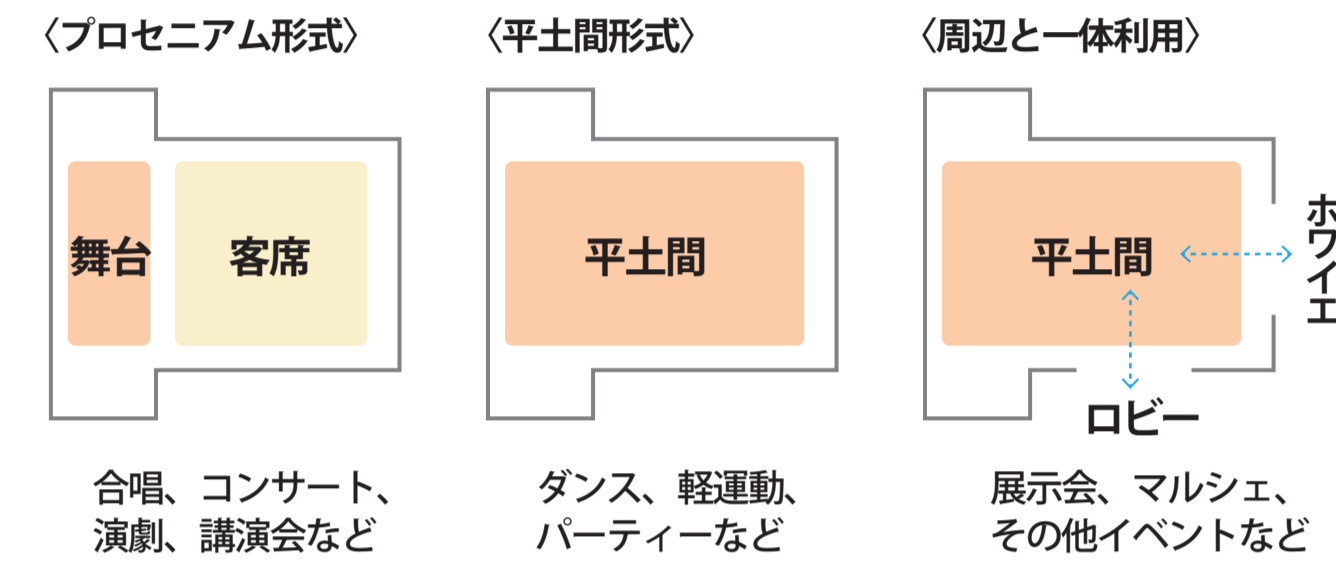 〈プロセニアム形式〉
〈平土間形式〉
〈周辺と一体利用〉
舞台
客席
平土間
平土間
ホワイエ
ロビー
合唱、コンサート、
演劇、講演会など
ダンス、軽運動、
パーティーなど
展示会、マルシェ、
その他イベントなど